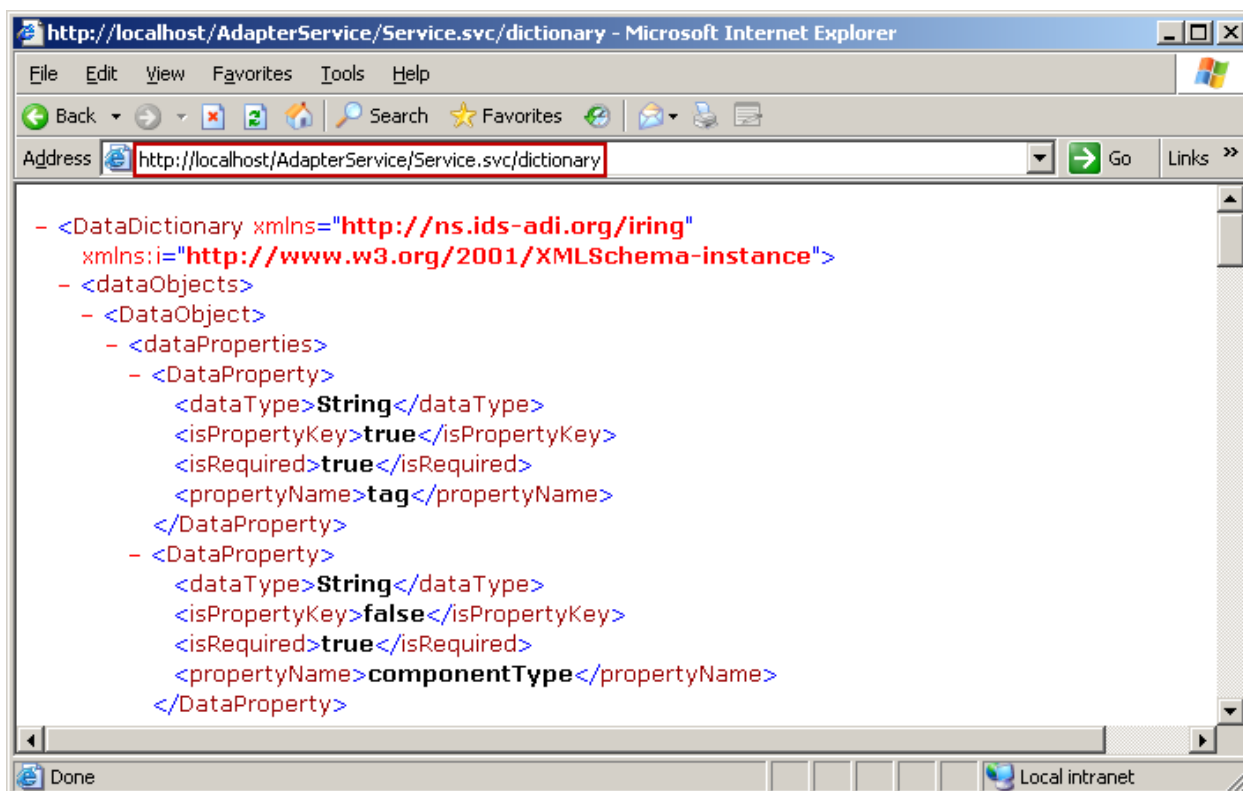 http://localhost/AdapterService/Service.svc/dictionary - Microsoft Internet Explorer
File Edit View Favorites Tools Help
Back Search Favorites
Address http://localhost/AdapterService/Service.svc/dictionary Go Links »
– <DataDictionary xmlns="http://ns.ids-adi.org/iring"
xmlns:i="http://www.w3.org/2001/XMLSchema-instance">
– <dataObjects>
– <DataObject>
– <dataProperties>
– <DataProperty>
<dataType>String</dataType>
<isPropertyKey>true</isPropertyKey>
<isRequired>true</isRequired>
<propertyName>tag</propertyName>
</DataProperty>
– <DataProperty>
<dataType>String</dataType>
<isPropertyKey>false</isPropertyKey>
<isRequired>true</isRequired>
<propertyName>componentType</propertyName>
</DataProperty>
Done Local intranet